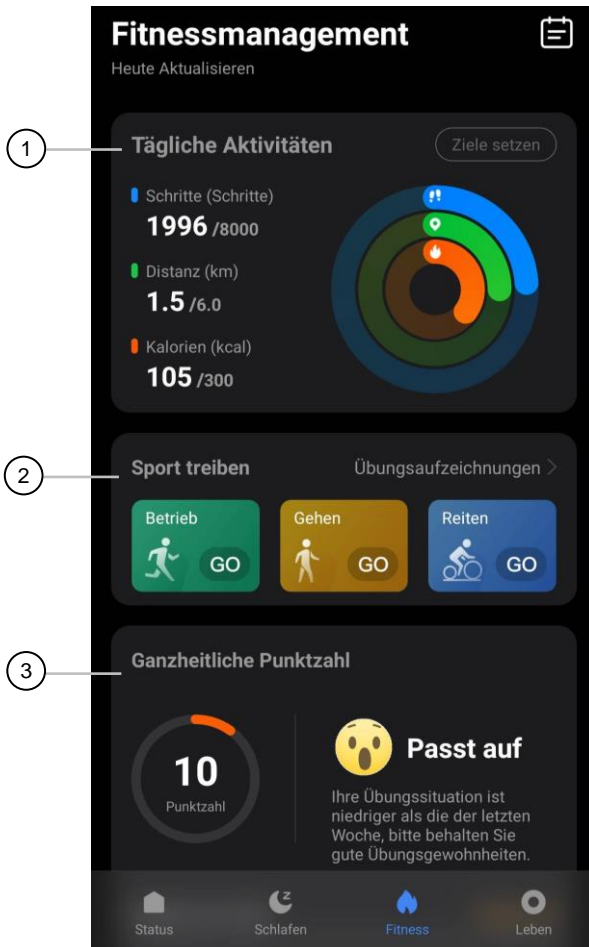 Fitnessmanagement
Heute Aktualisieren
1
Tägliche Aktivitäten
Ziele setzen
Schritte (Schritte)
1996 /8000
Distanz (km)
1.5 /6.0
Kalorien (kcal)
105 /300
2
Sport treiben
Übungsaufzeichnungen >
Betrieb
GO
Gehen
GO
Reiten
GO
3
Ganzheitliche Punktzahl
10
Punktzahl
Passt auf
Ihre Übungssituation ist
niedriger als die der letzten
Woche, bitte behalten Sie
gute Übungsgewohnheiten.
Status
z
Schlafen
Fitness
Leben